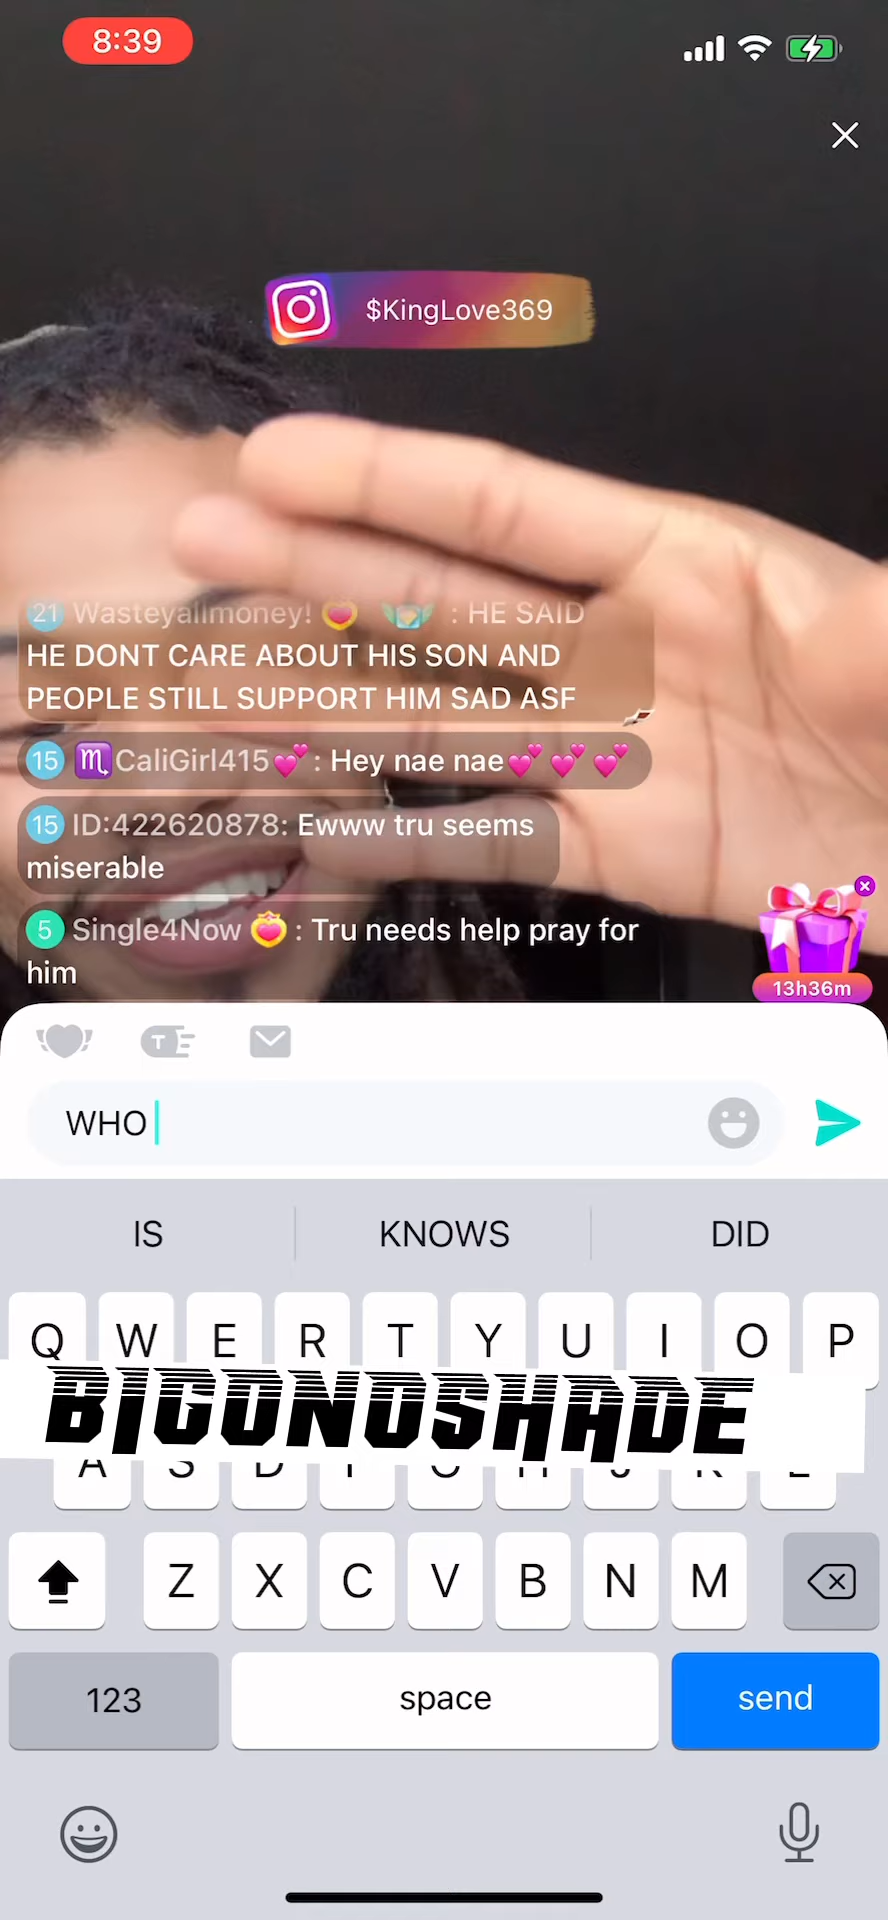 8:39
$KingLove369
21 Wasteyallmoney! : HE SAID
HE DONT CARE ABOUT HIS SON AND
PEOPLE STILL SUPPORT HIM SAD ASF
15 ♏CaliGirl415💕: Hey nae nae💕💕💕
15 ID:422620878: Ewww tru seems
miserable
5 Single4Now : Tru needs help pray for
him
13h36m
WHO
IS KNOWS DID
Q W E R T Y U I O P
BIGONOSHADE
A S D F G H J K L
Z X C V B N M
123 space send